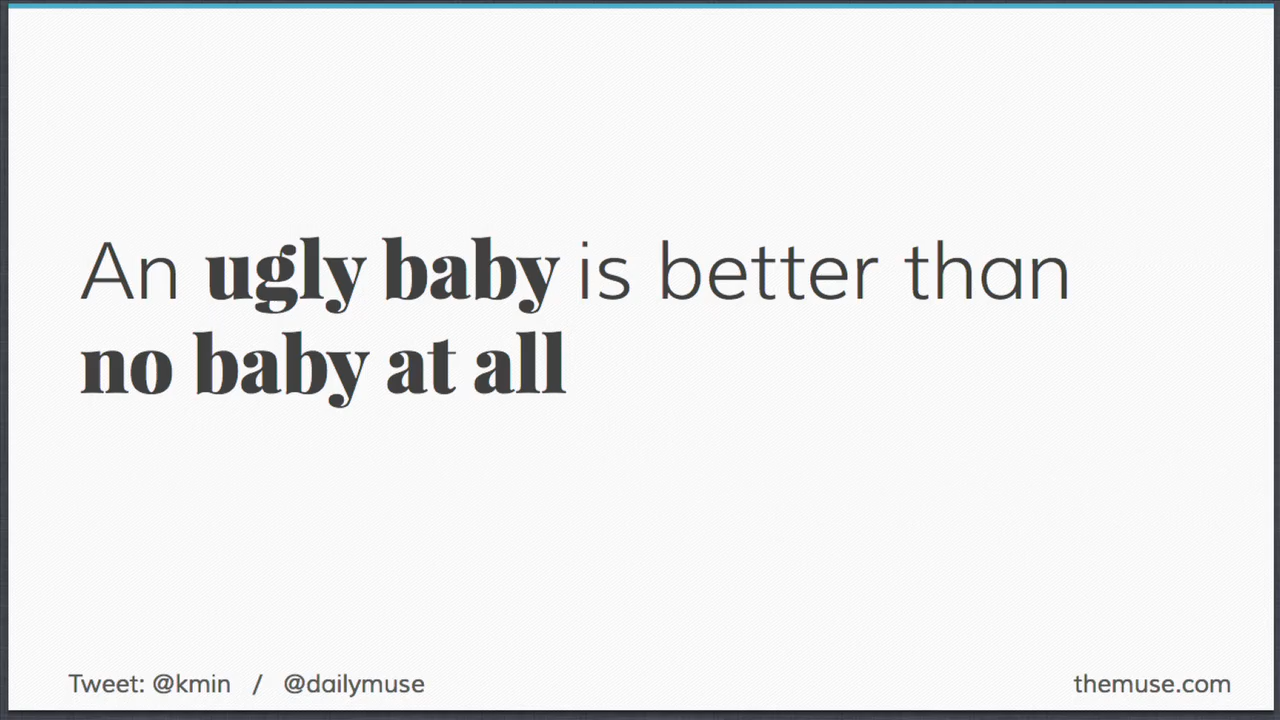 An ugly baby is better than
no baby at all
Tweet: @kmin / @dailymuse
themuse.com